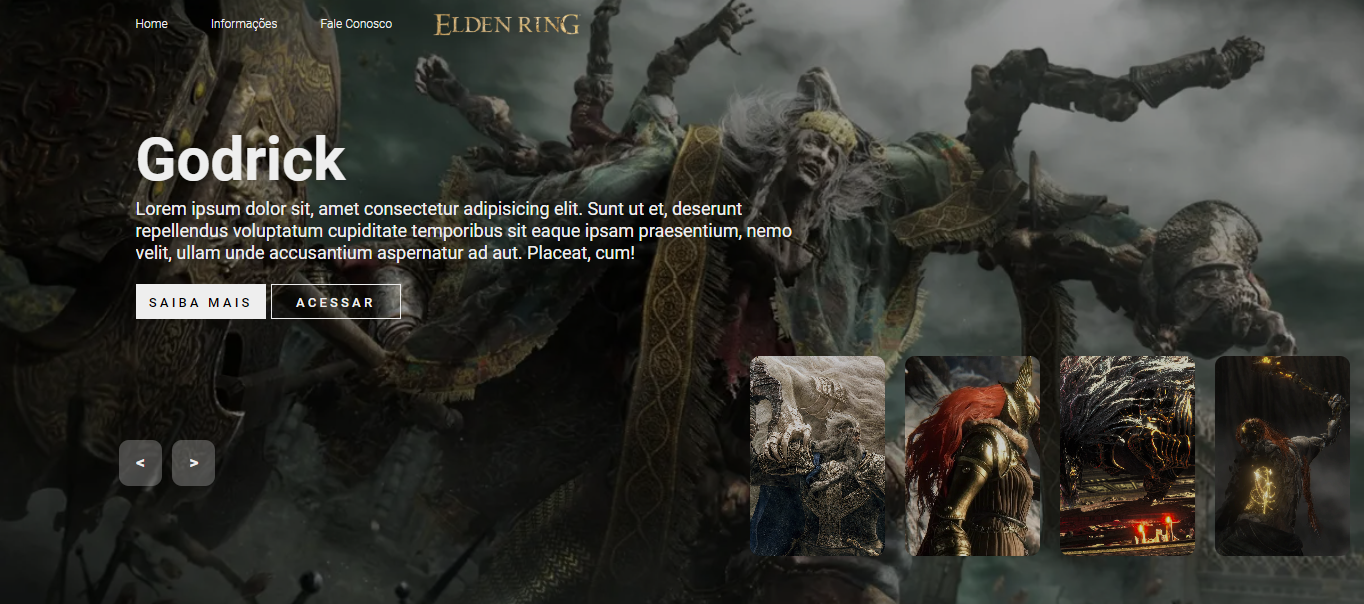 Home Informações Fale Conosco ELDEN RING
Godrick
Lorem ipsum dolor sit, amet consectetur adipisicing elit. Sunt ut et, deserunt
repellendus voluptatum cupiditate temporibus sit eaque ipsam praesentium, nemo
velit, ullam unde accusantium aspernatur ad aut. Placeat, cum!
SAIBA MAIS ACESSAR
< >